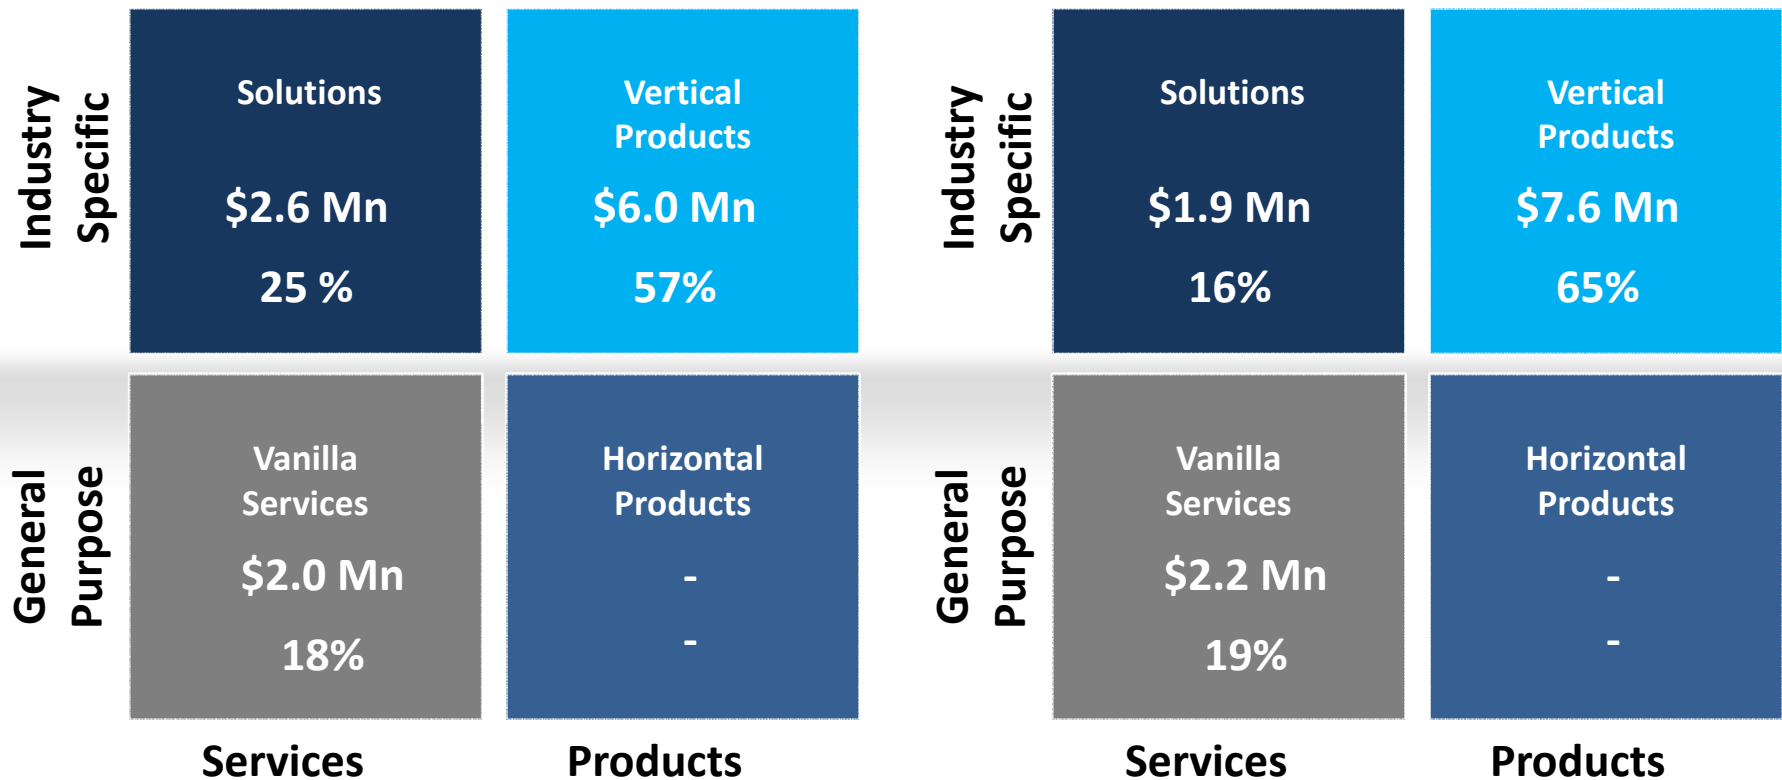 Industry
Specific
Solutions
$2.6 Mn
25 %
Vertical
Products
$6.0 Mn
57%
General
Purpose
Vanilla
Services
$2.0 Mn
18%
Horizontal
Products
-
-
Services
Products
Industry
Specific
Solutions
$1.9 Mn
16%
Vertical
Products
$7.6 Mn
65%
General
Purpose
Vanilla
Services
$2.2 Mn
19%
Horizontal
Products
-
-
Services
Products